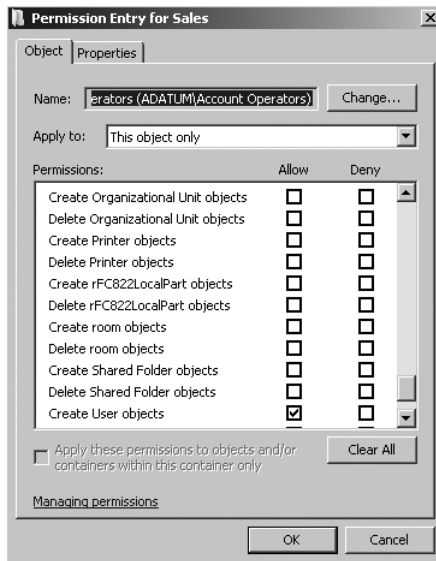 Permission Entry for Sales
Object
Properties
Name: erators (ADATUM\Account Operators) Change...
Apply to: This object only
Permissions: Allow Deny
Create Organizational Unit objects
Delete Organizational Unit objects
Create Printer objects
Delete Printer objects
Create rFC822LocalPart objects
Delete rFC822LocalPart objects
Create room objects
Delete room objects
Create Shared Folder objects
Delete Shared Folder objects
Create User objects
Apply these permissions to objects and/or Clear All
containers within this container only
Managing permissions
OK Cancel